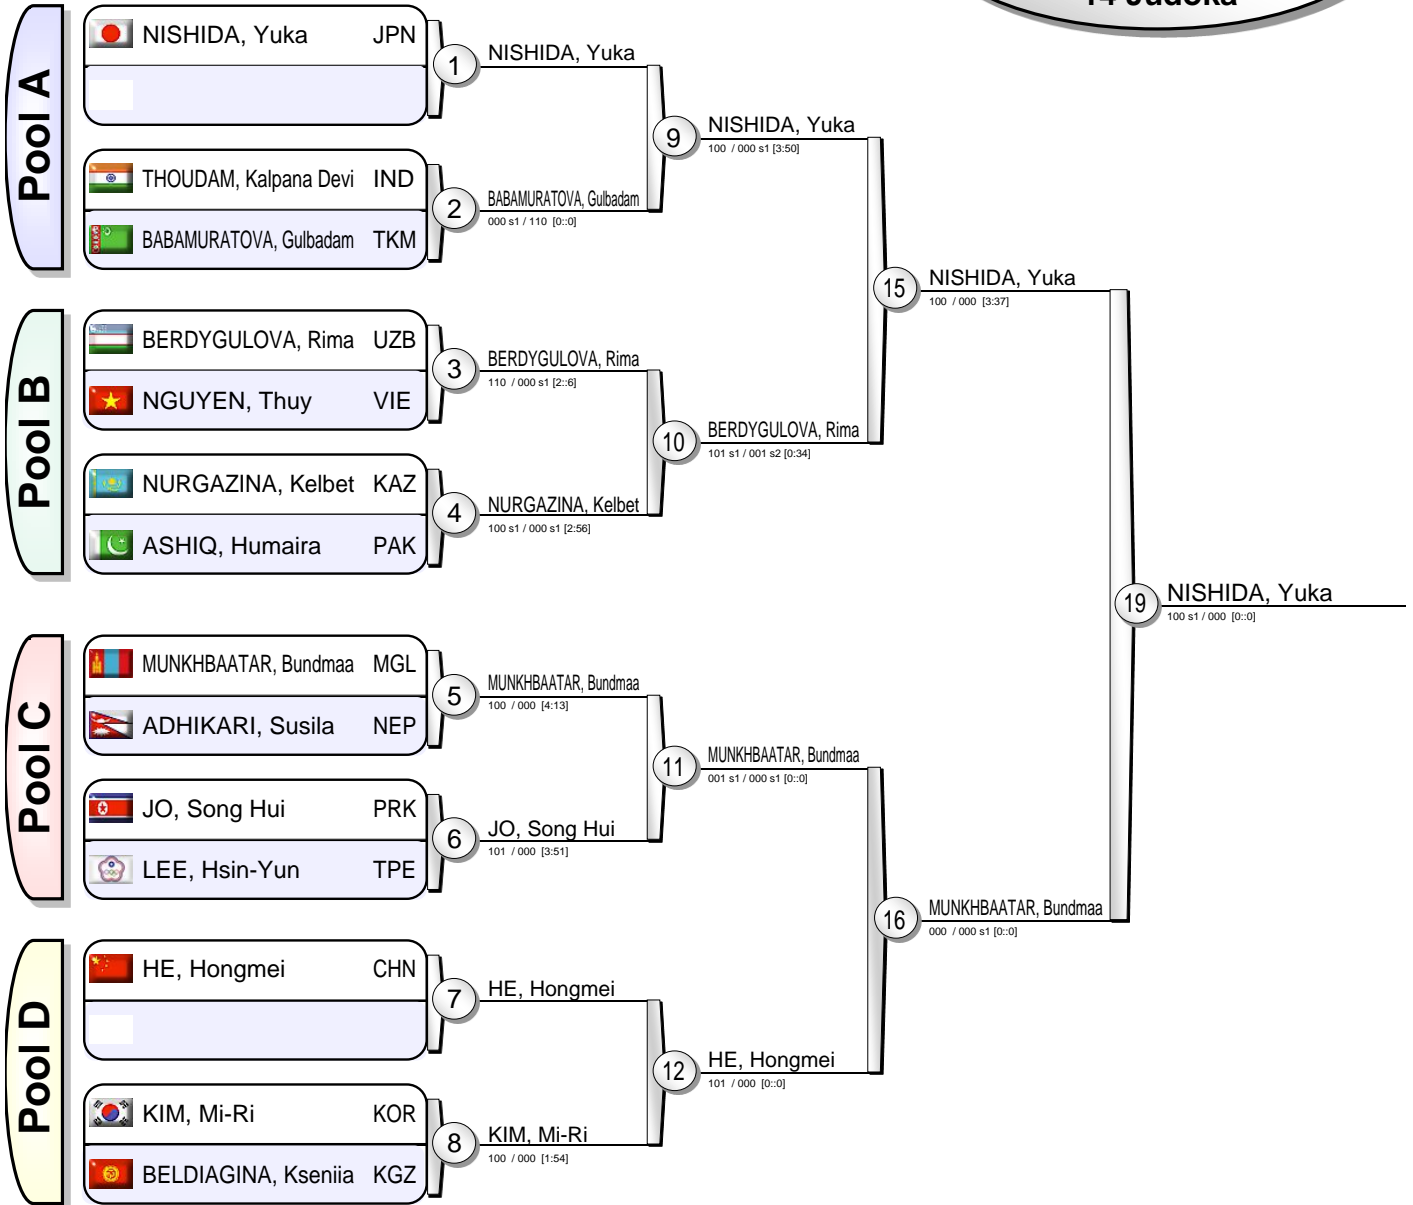 14 Judoka
Pool A
NISHIDA, Yuka JPN
THOUDAM, Kalpana Devi IND
BABAMURATOVA, Gulbadam TKM
Pool B
BERDYGULOVA, Rima UZB
NGUYEN, Thuy VIE
NURGAZINA, Kelbet KAZ
ASHIQ, Humaira PAK
Pool C
MUNKHBAATAR, Bundmaa MGL
ADHIKARI, Susila NEP
JO, Song Hui PRK
LEE, Hsin-Yun TPE
Pool D
HE, Hongmei CHN
KIM, Mi-Ri KOR
BELDIAGINA, Kseniia KGZ
1
NISHIDA, Yuka
2
BABAMURATOVA, Gulbadam
000 s1 / 110 [0::0]
3
BERDYGULOVA, Rima
110 / 000 s1 [2::6]
4
NURGAZINA, Kelbet
100 s1 / 000 s1 [2:56]
5
MUNKHBAATAR, Bundmaa
100 / 000 [4:13]
6
JO, Song Hui
101 / 000 [3:51]
7
HE, Hongmei
8
KIM, Mi-Ri
100 / 000 [1:54]
9
NISHIDA, Yuka
100 / 000 s1 [3:50]
10
BERDYGULOVA, Rima
101 s1 / 001 s2 [0:34]
11
MUNKHBAATAR, Bundmaa
001 s1 / 000 s1 [0::0]
12
HE, Hongmei
101 / 000 [0::0]
15
NISHIDA, Yuka
100 / 000 [3:37]
16
MUNKHBAATAR, Bundmaa
000 / 000 s1 [0::0]
19
NISHIDA, Yuka
100 s1 / 000 [0::0]